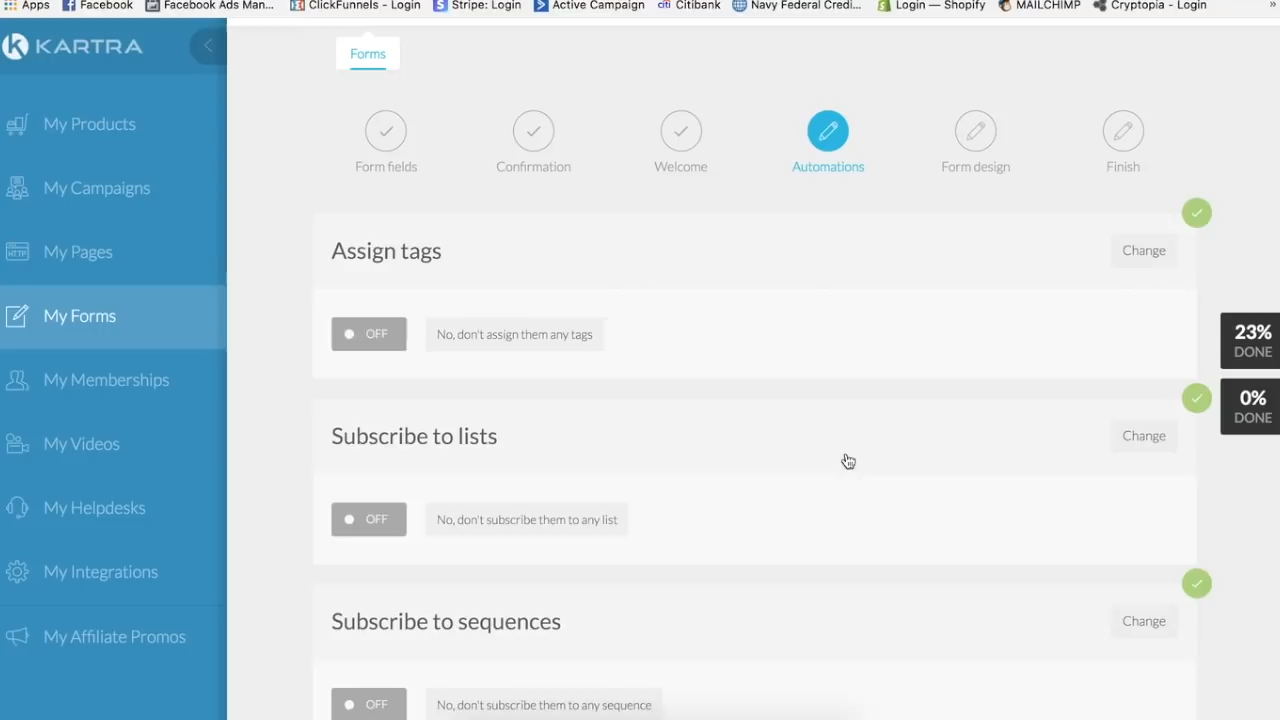 Apps Facebook Facebook Ads Man... ClickFunnels - Login Stripe: Login Active Campaign citi Citibank Navy Federal Credi... Login — Shopify MAILCHIMP Cryptopia - Login »
KARTRA
Forms
Form fields Confirmation Welcome Automations Form design Finish
My Products
My Campaigns
HTTP My Pages
My Forms
My Memberships
My Videos
My Helpdesks
My Integrations
My Affiliate Promos
Assign tags Change
OFF No, don't assign them any tags
Subscribe to lists Change
OFF No, don't subscribe them to any list
Subscribe to sequences Change
OFF No, don't subscribe them to any sequence
23%
DONE
0%
DONE